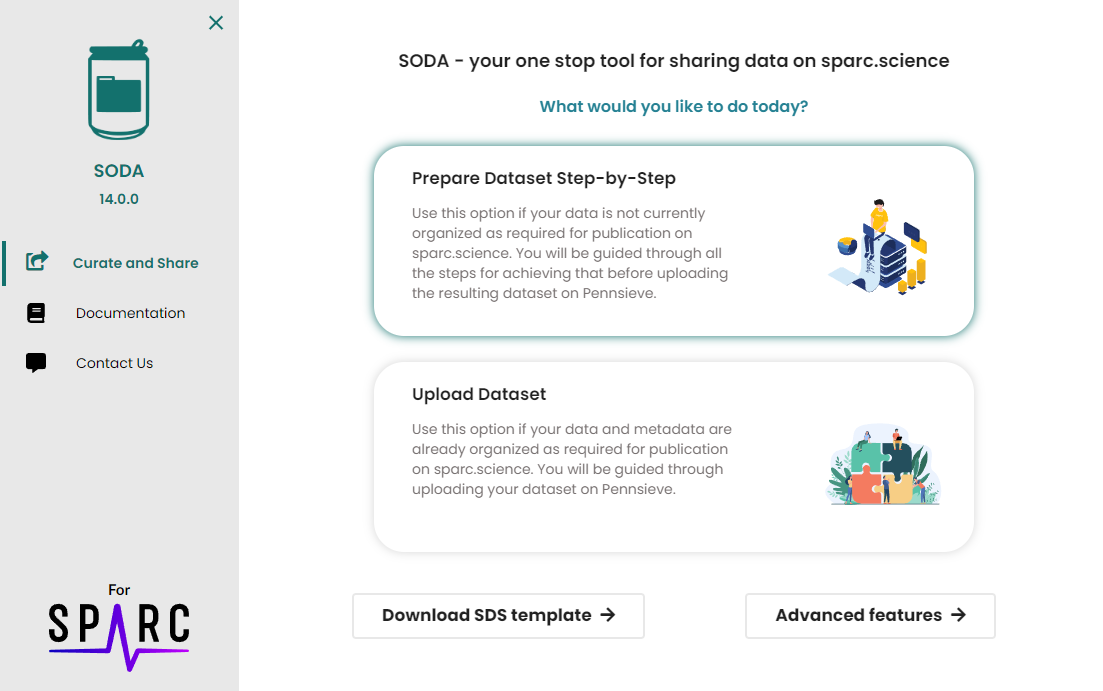 SODA
14.0.0
Curate and Share
Documentation
Contact Us
For
SPARC
SODA - your one stop tool for sharing data on sparc.science
What would you like to do today?
Prepare Dataset Step-by-Step
Use this option if your data is not currently
organized as required for publication on
sparc.science. You will be guided through all
the steps for achieving that before uploading
the resulting dataset on Pennsieve.
Upload Dataset
Use this option if your data and metadata are
already organized as required for publication
on sparc.science. You will be guided through
uploading your dataset on Pennsieve.
Download SDS template →
Advanced features →